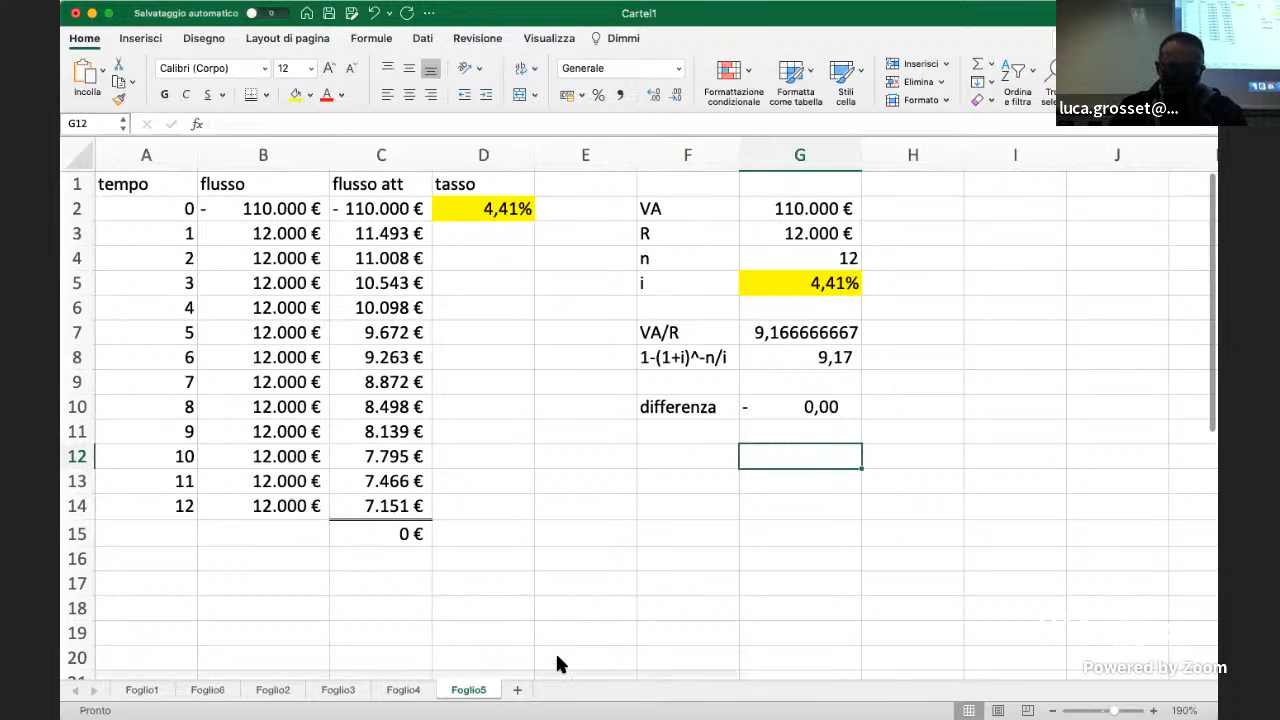 Salvataggio automatico
Cartel1
Home Inserisci Disegno di pagina Revisione
Incolla
Calibri (Corpo) 12
G C S
Generale
Formattazione condizionale
Formatta come tabella
Stili cella
Inserisci
Elimina
Formato
Ordina e filtra
luca.grosset@...
G12 fx
A B C D E F G H I J
1 tempo flusso flusso att tasso
2 0 - 110.000 € - 110.000 € 4,41% VA 110.000 €
3 1 12.000 € 11.493 € R 12.000 €
4 2 12.000 € 11.008 € n 12
5 3 12.000 € 10.543 € i 4,41%
6 4 12.000 € 10.098 €
7 5 12.000 € 9.672 € VA/R 9,166666667
8 6 12.000 € 9.263 € 1-(1+i)^-n/i 9,17
9 7 12.000 € 8.872 €
10 8 12.000 € 8.498 € differenza - 0,00
11 9 12.000 € 8.139 €
12 10 12.000 € 7.795 €
13 11 12.000 € 7.466 €
14 12 12.000 € 7.151 €
15 0 €
16
17
18
19
20
Powered by Zoom
Foglio1 Foglio6 Foglio2 Foglio3 Foglio4 Foglio5 +
Pronto
190%